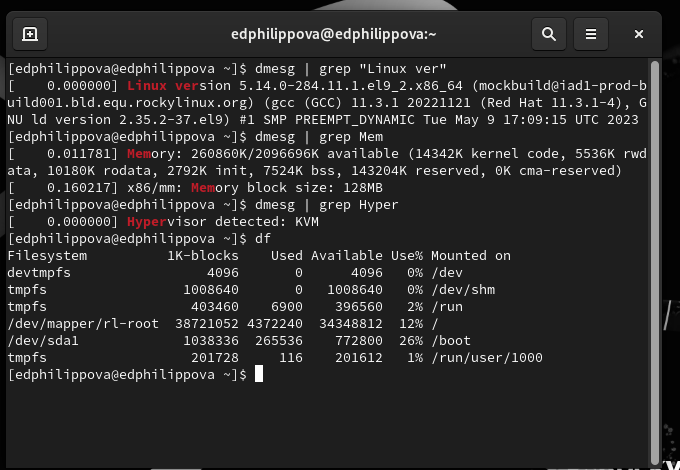 edphilippova@edphilippova:~
[edphilippova@edphilippova ~]$ dmesg | grep "Linux ver"
[    0.000000] Linux version 5.14.0-284.11.1.el9_2.x86_64 (mockbuild@iad1-prod-b
uild001.bld.equ.rockylinux.org) (gcc (GCC) 11.3.1 20221121 (Red Hat 11.3.1-4), G
NU ld version 2.35.2-37.el9) #1 SMP PREEMPT_DYNAMIC Tue May 9 17:09:15 UTC 2023
[edphilippova@edphilippova ~]$ dmesg | grep Mem
[    0.011781] Memory: 260860K/2096696K available (14342K kernel code, 5536K rwd
ata, 10180K rodata, 2792K init, 7524K bss, 143204K reserved, 0K cma-reserved)
[    0.160217] x86/mm: Memory block size: 128MB
[edphilippova@edphilippova ~]$ dmesg | grep Hyper
[    0.000000] Hypervisor detected: KVM
[edphilippova@edphilippova ~]$ df
Filesystem          1K-blocks    Used Available Use% Mounted on
devtmpfs                 4096       0      4096   0% /dev
tmpfs                 1008640       0   1008640   0% /dev/shm
tmpfs                  403460    6900    396560   2% /run
/dev/mapper/rl-root  38721052 4372240  34348812  12% /
/dev/sda1             1038336  265536    772800  26% /boot
tmpfs                  201728     116    201612   1% /run/user/1000
[edphilippova@edphilippova ~]$